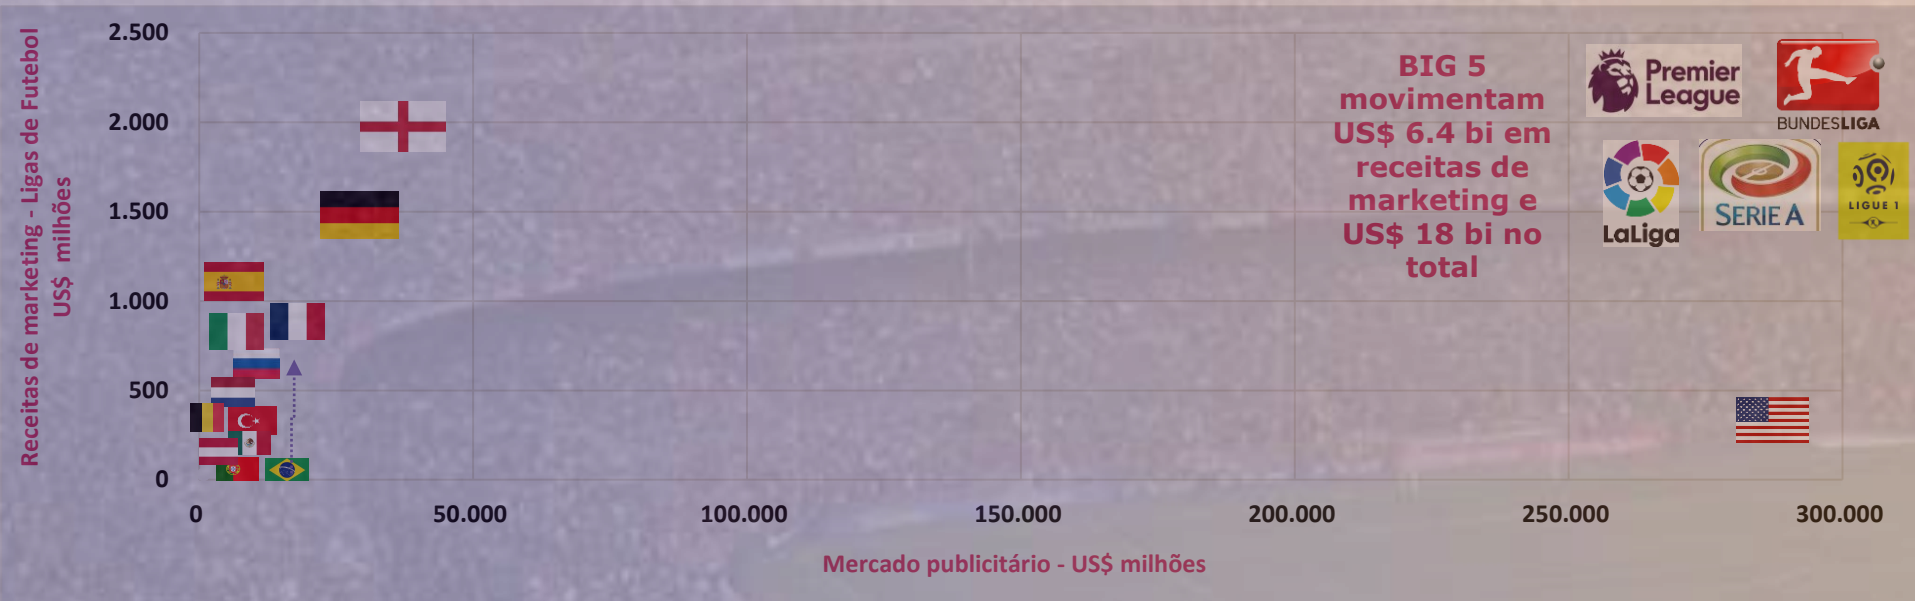 Receitas de marketing - Ligas de Futebol
US$ milhões
2.500
2.000
1.500
1.000
500
0
0
50.000
100.000
150.000
200.000
250.000
300.000
Mercado publicitário - US$ milhões
BIG 5
movimentam
US$ 6.4 bi em
receitas de
marketing e
US$ 18 bi no
total
Premier
League
BUNDESLIGA
LaLiga
SERIE A
LIGUE 1